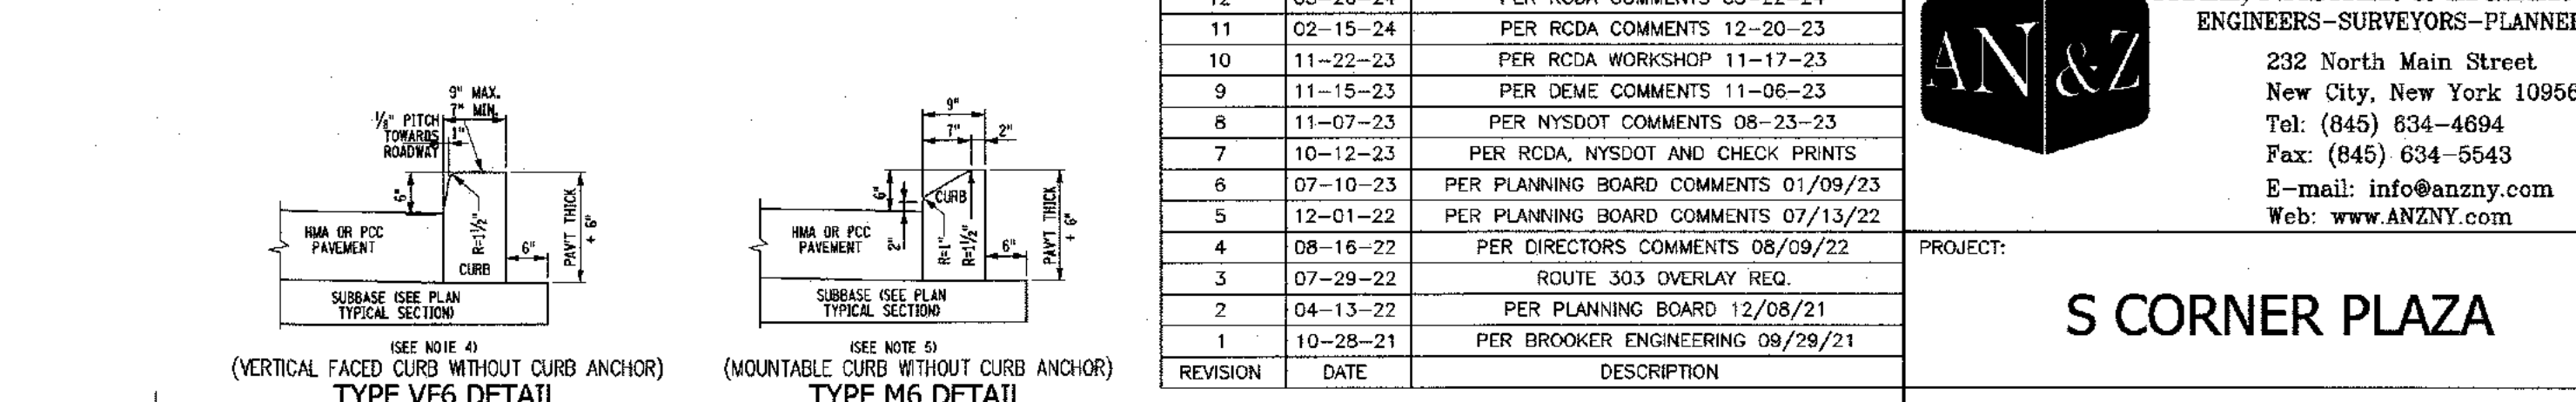 9" MAX.
7" MIN.
1/8" PITCH
TOWARDS
ROADWAY
1"
6"
HMA OR PCC
PAVEMENT
R=1 1/2"
CURB
6"
PAV'T THICK
+ 6"
SUBBASE (SEE PLAN
TYPICAL SECTION)
(SEE NOTE 4)
(VERTICAL FACED CURB WITHOUT CURB ANCHOR)
TYPE VF6 DETAIL
9"
7"
2"
6"
CURB
HMA OR PCC
PAVEMENT
2"
R=1"
R=1 1/2"
6"
PAV'T THICK
+ 6"
SUBBASE (SEE PLAN
TYPICAL SECTION)
(SEE NOTE 5)
(MOUNTABLE CURB WITHOUT CURB ANCHOR)
TYPE M6 DETAIL
11 02-15-24 PER RCDA COMMENTS 12-20-23
10 11-22-23 PER RCDA WORKSHOP 11-17-23
9 11-15-23 PER DEME COMMENTS 11-06-23
8 11-07-23 PER NYSDOT COMMENTS 08-23-23
7 10-12-23 PER RCDA, NYSDOT AND CHECK PRINTS
6 07-10-23 PER PLANNING BOARD COMMENTS 01/09/23
5 12-01-22 PER PLANNING BOARD COMMENTS 07/13/22
4 08-16-22 PER DIRECTORS COMMENTS 08/09/22
3 07-29-22 ROUTE 303 OVERLAY REQ.
2 04-13-22 PER PLANNING BOARD 12/08/21
1 10-28-21 PER BROOKER ENGINEERING 09/29/21
REVISION DATE DESCRIPTION
AN&Z
ENGINEERS-SURVEYORS-PLANNE
232 North Main Street
New City, New York 10956
Tel: (845) 634-4694
Fax: (845) 634-5543
E-mail: info@anzny.com
Web: www.ANZNY.com
PROJECT:
S CORNER PLAZA